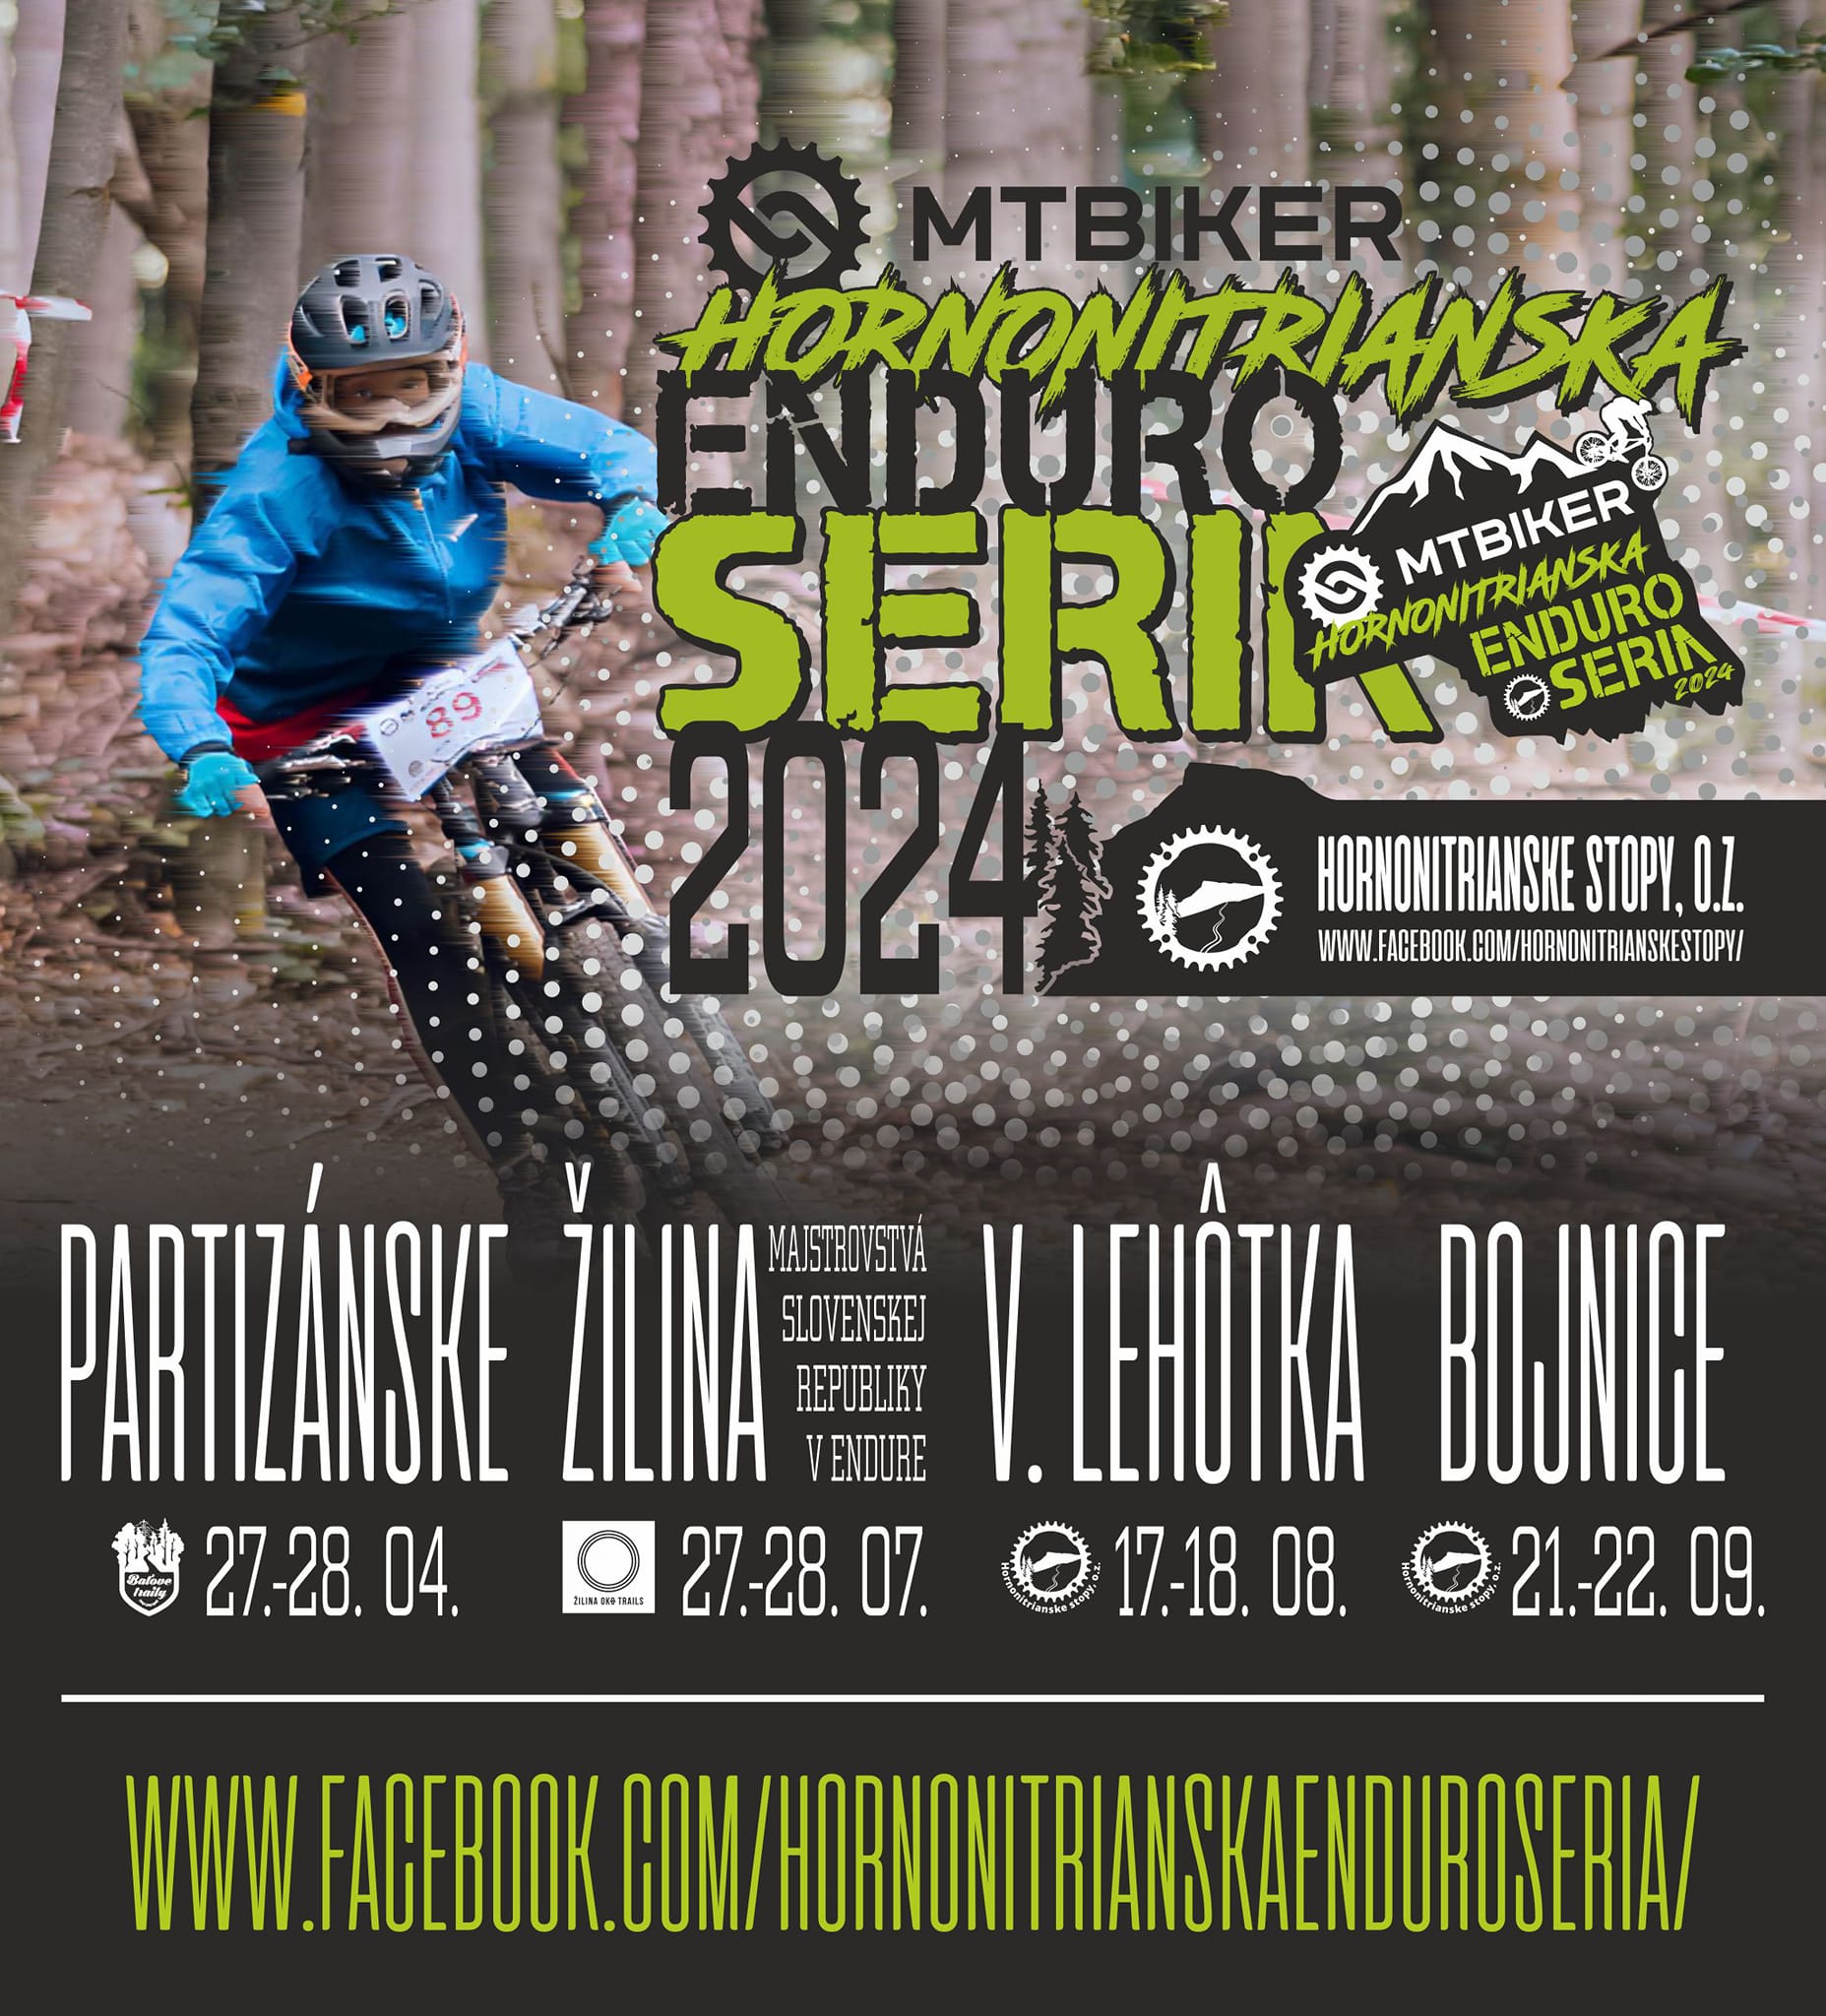 MTBIKER
HORNONITRIANSKA
ENDURO
SERIA
2024
MTBIKER
HORNONITRIANSKA
ENDURO
SERIA
2024
89
HORNONITRIANSKE STOPY, O.Z.
WWW.FACEBOOK.COM/HORNONITRIANSKESTOPY/
PARTIZÁNSKE
Baťove
traily
27.-28. 04.
ŽILINA
MAJSTROVSTVÁ
SLOVENSKEJ
REPUBLIKY
V ENDURE
ŽILINA OKO TRAILS
27.-28. 07.
V. LEHÔTKA
Hornonitrianske stopy, o.z.
17.-18. 08.
BOJNICE
Hornonitrianske stopy, o.z.
21.-22. 09.
WWW.FACEBOOK.COM/HORNONITRIANSKAENDUROSERIA/